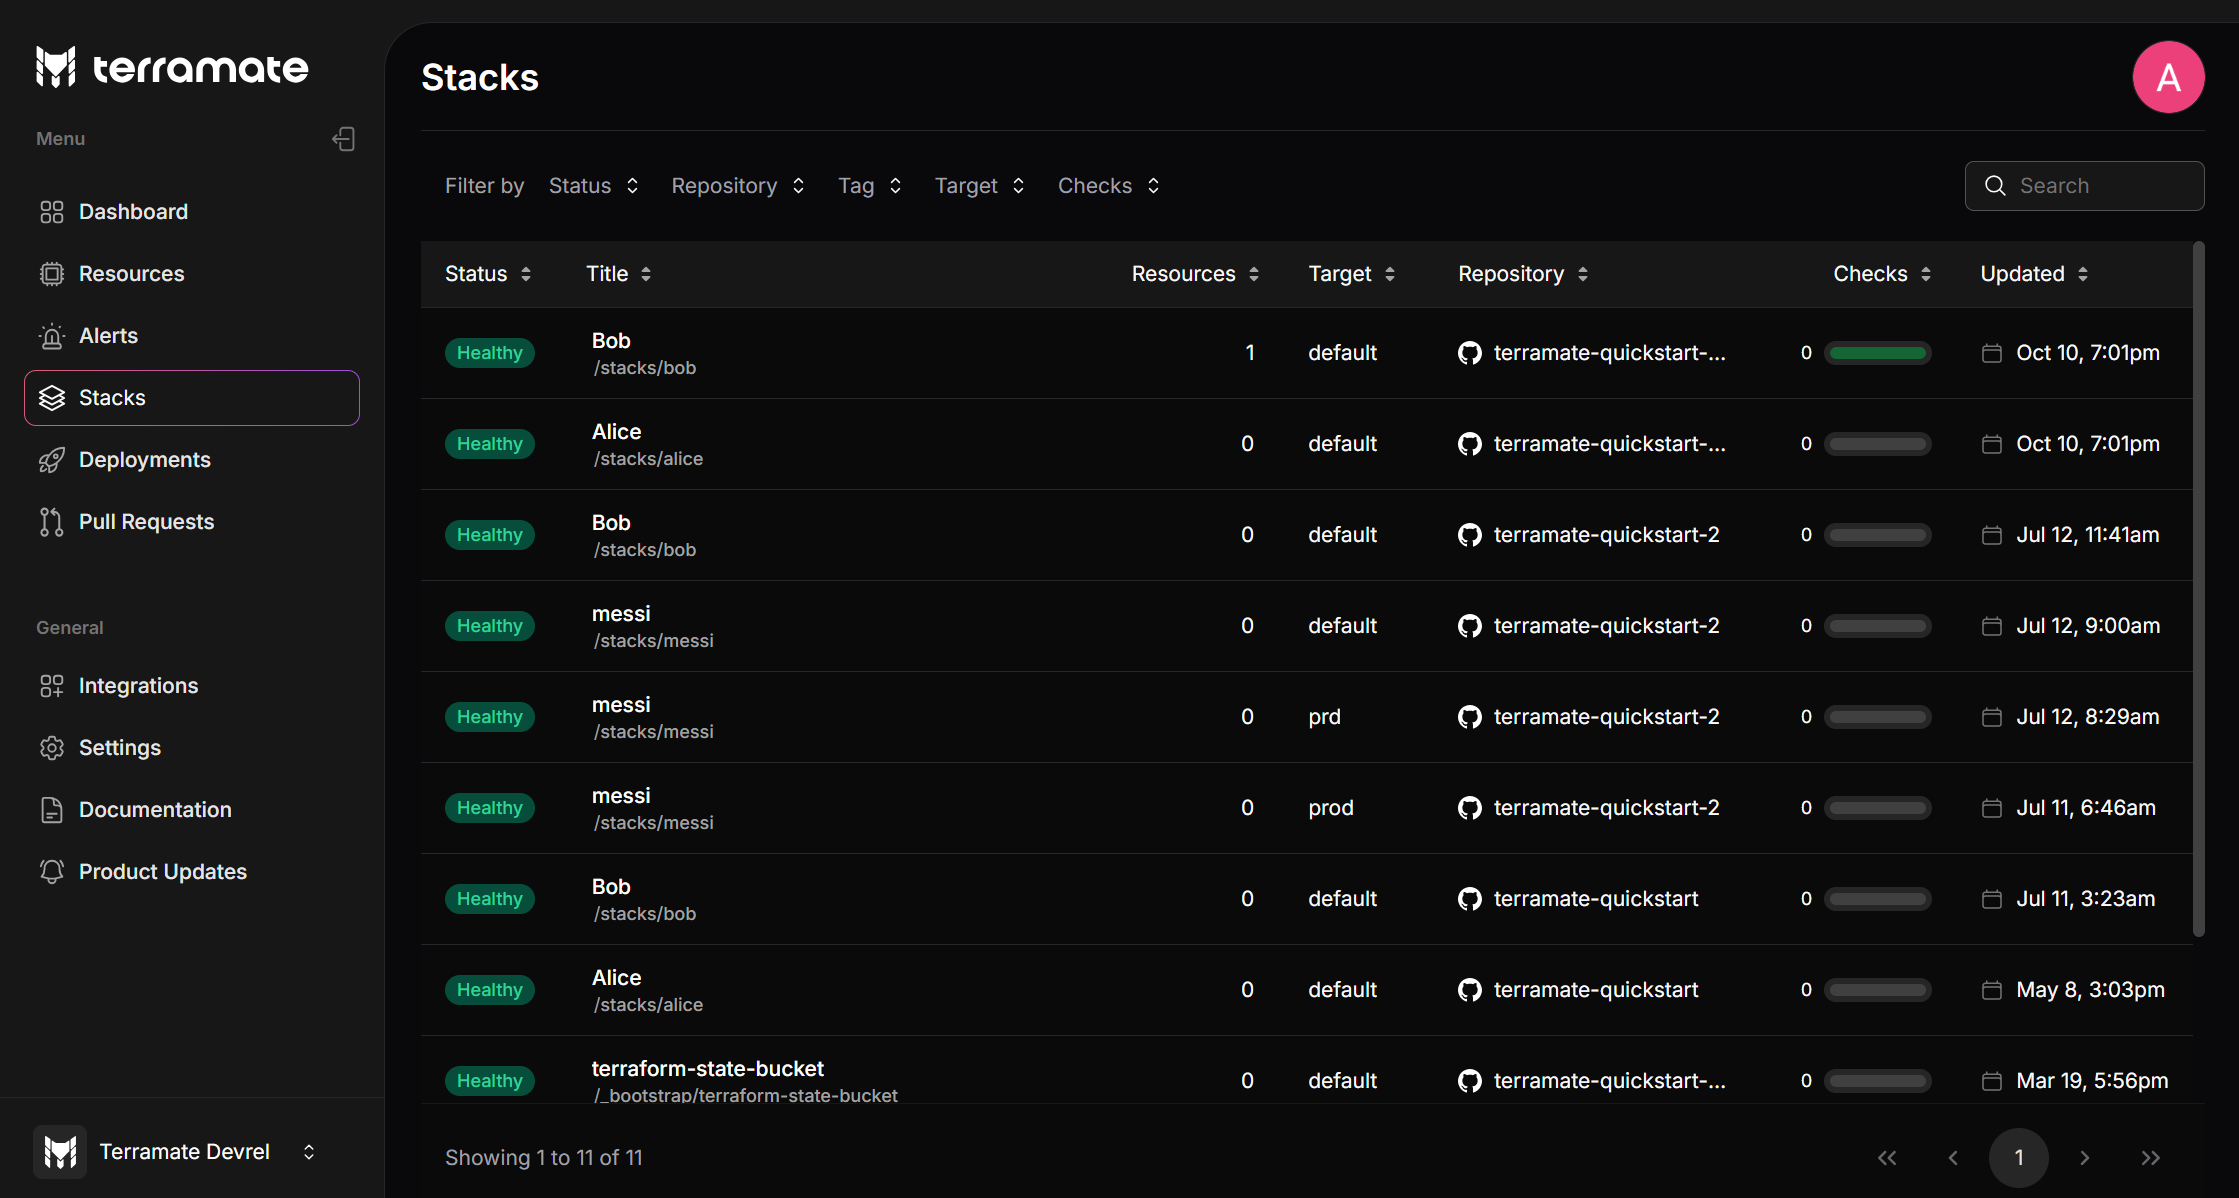 terramate
Menu
Dashboard
Resources
Alerts
Stacks
Deployments
Pull Requests
General
Integrations
Settings
Documentation
Product Updates
Terramate Devrel
Stacks
A
Filter by Status Repository Tag Target Checks
Search
Status Title Resources Target Repository Checks Updated
Healthy Bob 1 default terramate-quickstart-... 0 Oct 10, 7:01pm
/stacks/bob
Healthy Alice 0 default terramate-quickstart-... 0 Oct 10, 7:01pm
/stacks/alice
Healthy Bob 0 default terramate-quickstart-2 0 Jul 12, 11:41am
/stacks/bob
Healthy messi 0 default terramate-quickstart-2 0 Jul 12, 9:00am
/stacks/messi
Healthy messi 0 prd terramate-quickstart-2 0 Jul 12, 8:29am
/stacks/messi
Healthy messi 0 prod terramate-quickstart-2 0 Jul 11, 6:46am
/stacks/messi
Healthy Bob 0 default terramate-quickstart 0 Jul 11, 3:23am
/stacks/bob
Healthy Alice 0 default terramate-quickstart 0 May 8, 3:03pm
/stacks/alice
Healthy terraform-state-bucket 0 default terramate-quickstart-... 0 Mar 19, 5:56pm
/_bootstrap/terraform-state-bucket
Showing 1 to 11 of 11
1